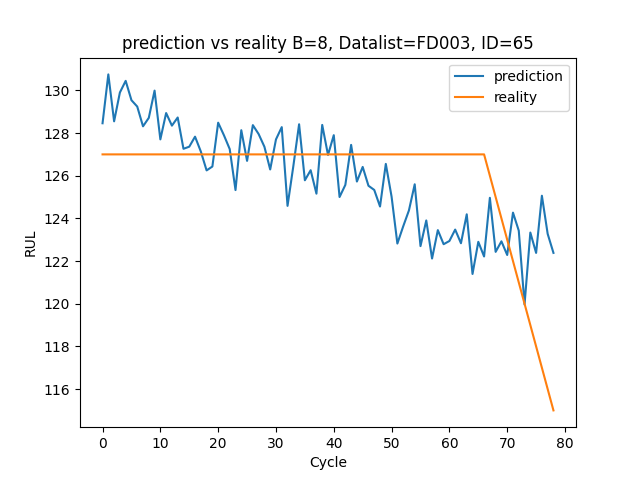 prediction vs reality B=8, Datalist=FD003, ID=65
prediction
reality
RUL
130
128
126
124
122
120
118
116
0 10 20 30 40 50 60 70 80
Cycle